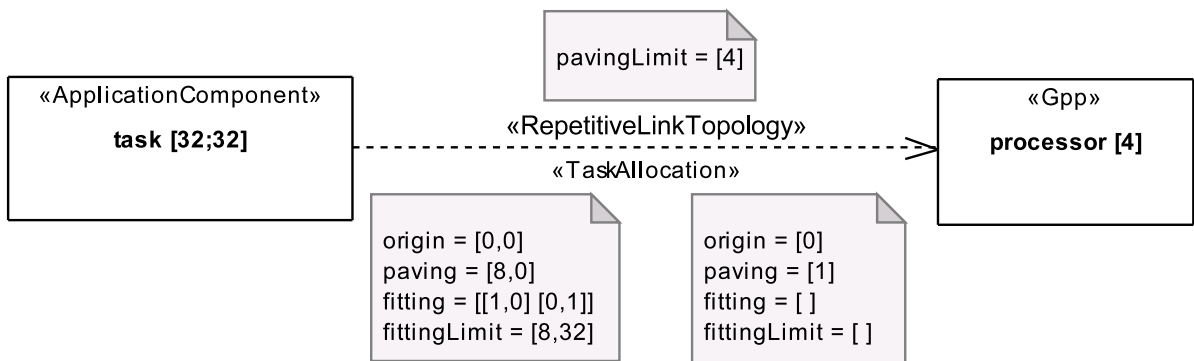 pavingLimit = [4]
«ApplicationComponent»
task [32;32]
«RepetitiveLinkTopology»
«TaskAllocation»
«Gpp»
processor [4]
origin = [0,0]
paving = [8,0]
fitting = [[1,0] [0,1]]
fittingLimit = [8,32]
origin = [0]
paving = [1]
fitting = [ ]
fittingLimit = [ ]